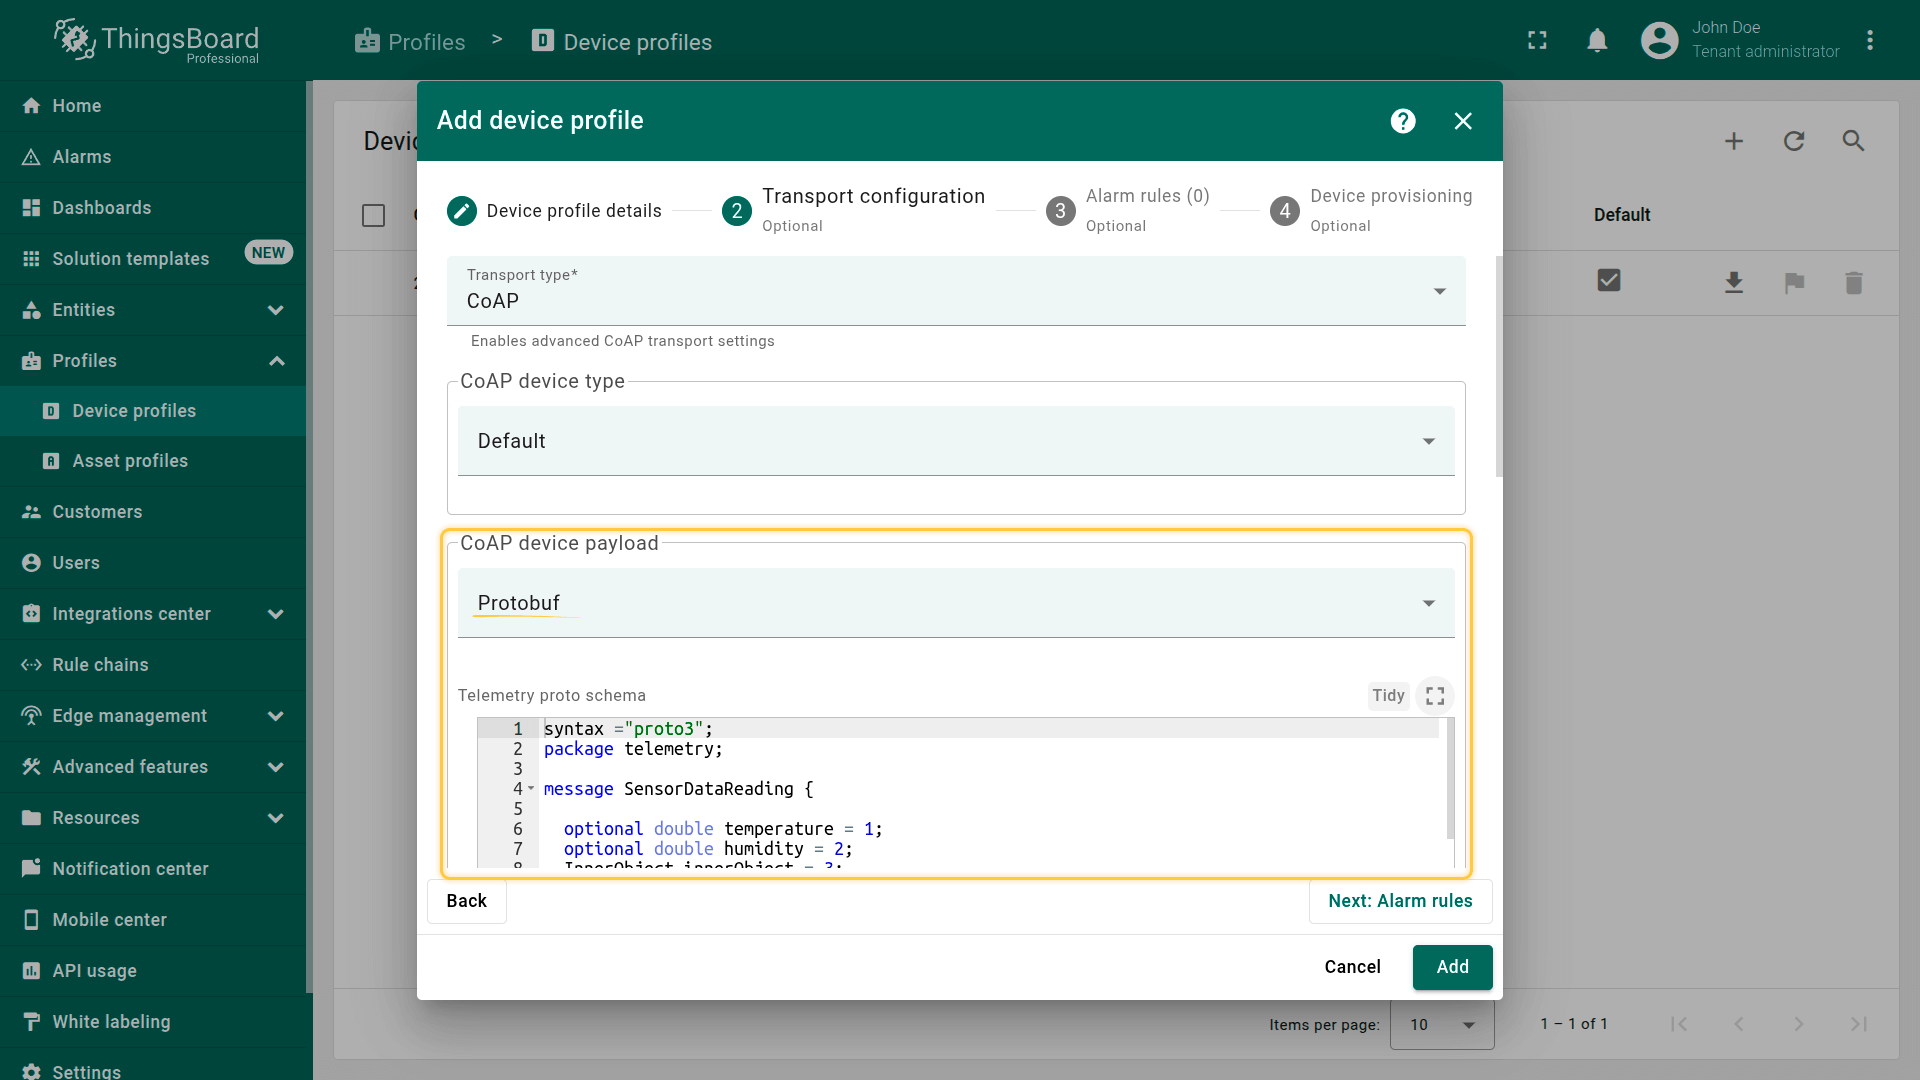 ThingsBoard
Professional
Profiles > Device profiles
John Doe
Tenant administrator
Home
Alarms
Dashboards
Solution templates NEW
Entities
Profiles
Device profiles
Asset profiles
Customers
Users
Integrations center
Rule chains
Edge management
Advanced features
Resources
Notification center
Mobile center
API usage
White labeling
Settings
Add device profile
Device profile details
2 Transport configuration
Optional
3 Alarm rules (0)
Optional
4 Device provisioning
Optional
Default
Transport type*
CoAP
Enables advanced CoAP transport settings
CoAP device type
Default
CoAP device payload
Protobuf
Telemetry proto schema
Tidy
1 syntax ="proto3";
2 package telemetry;
3
4 message SensorDataReading {
5
6 optional double temperature = 1;
7 optional double humidity = 2;
8 InnerObject innerObject = 3;
Back
Next: Alarm rules
Cancel
Add
Items per page: 10
1 – 1 of 1